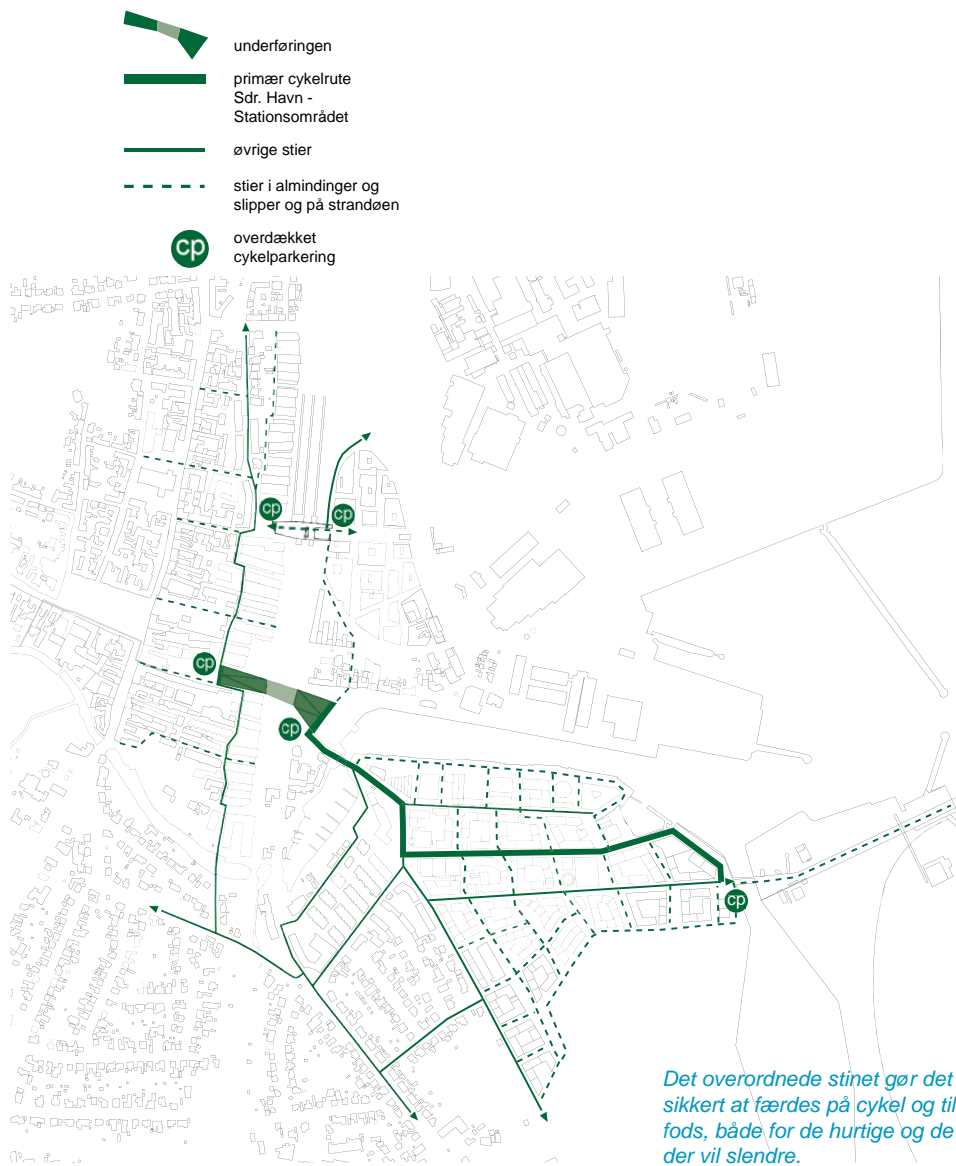 underføringen
primær cykelrute
Sdr. Havn -
Stationsområdet
øvrige stier
stier i almindinger og
slipper og på strandøen
cp
overdækket
cykelparkering
cp
cp
cp
cp
cp
Det overordnede stinet gør det
sikkert at færdes på cykel og til
fods, både for de hurtige og de
der vil slendre.